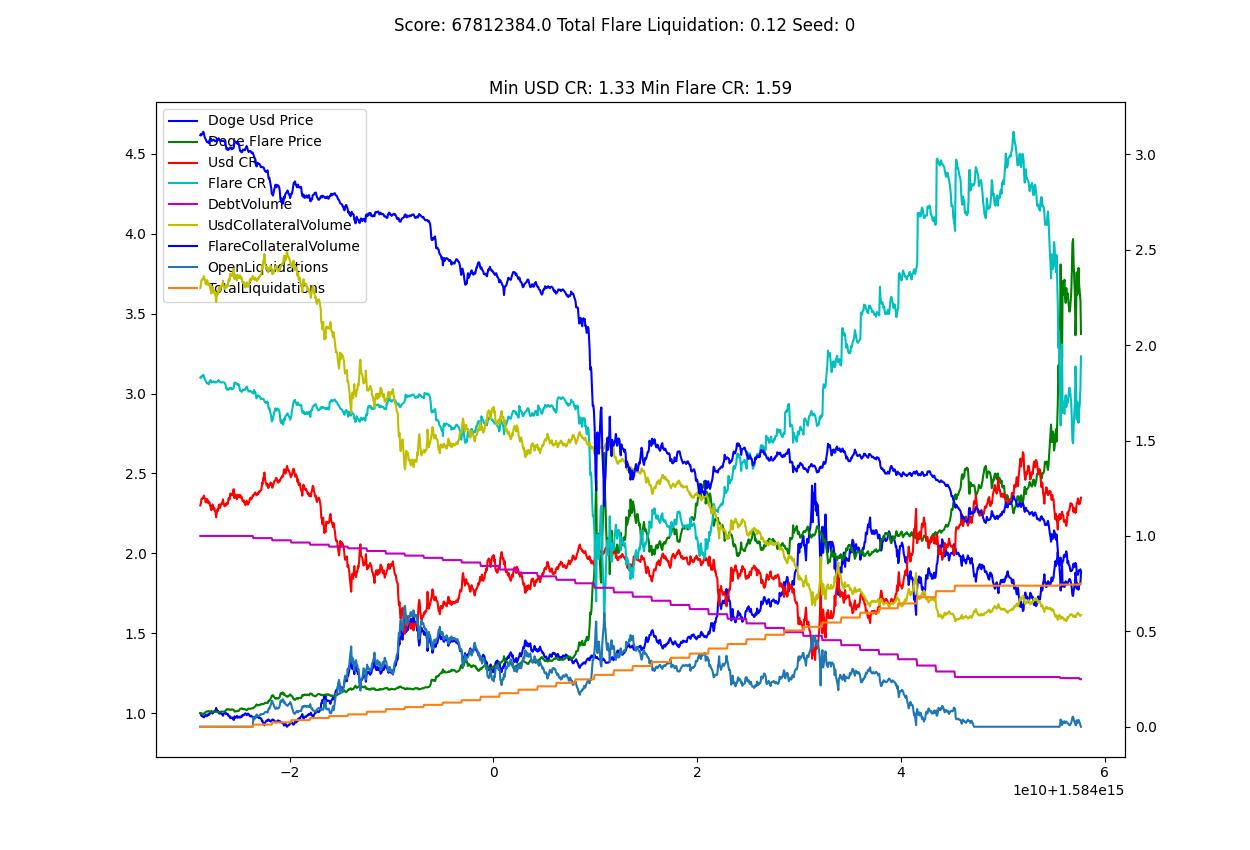 Score: 67812384.0 Total Flare Liquidation: 0.12 Seed: 0
Min USD CR: 1.33 Min Flare CR: 1.59
Doge Usd Price
Doge Flare Price
Usd CR
Flare CR
DebtVolume
UsdCollateralVolume
FlareCollateralVolume
OpenLiquidations
TotalLiquidations
4.5
4.0
3.5
3.0
2.5
2.0
1.5
1.0
3.0
2.5
2.0
1.5
1.0
0.5
0.0
−2
0
2
4
6
1e10+1.584e15